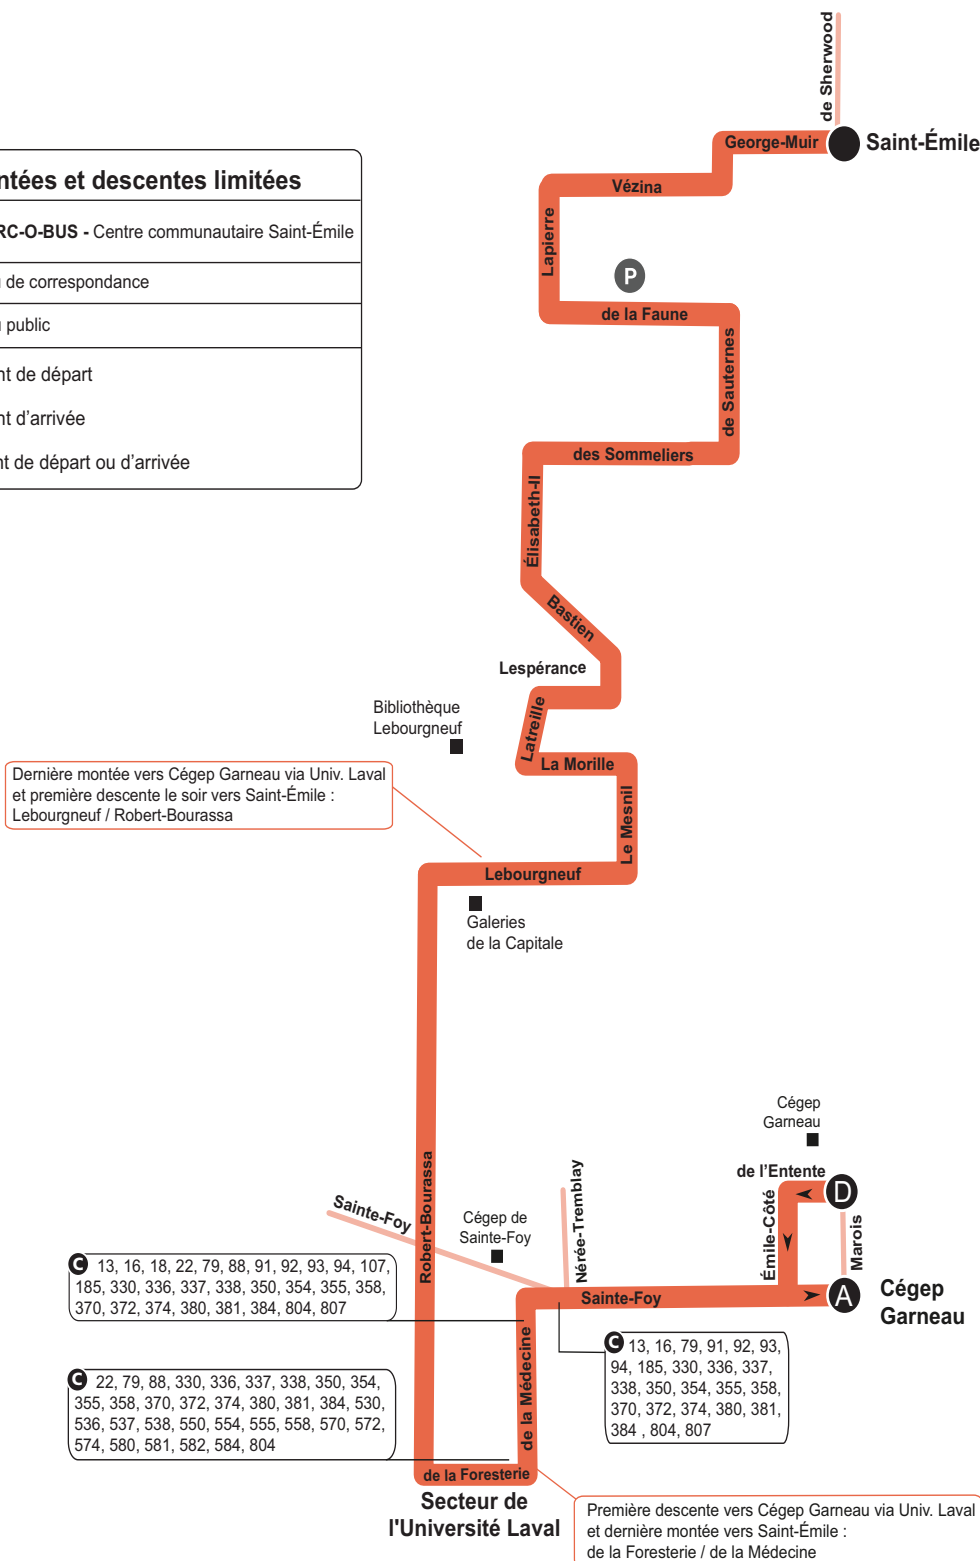 de Sherwood
George-Muir
Saint-Émile
Vézina
Lapierre
P
de la Faune
de Sauternes
des Sommeliers
ntées et descentes limitées
RC-O-BUS - Centre communautaire Saint-Émile
u de correspondance
u public
nt de départ
nt d'arrivée
nt de départ ou d'arrivée
Élisabeth-II
Bastien
Lespérance
Latreille
Bibliothèque
Lebourgneuf
La Morille
Le Mesnil
Dernière montée vers Cégep Garneau via Univ. Laval
et première descente le soir vers Saint-Émile :
Lebourgneuf / Robert-Bourassa
Lebourgneuf
Galeries
de la Capitale
Robert-Bourassa
Cégep
Garneau
de l'Entente
D
Émile-Côté
Marois
Nérée-Tremblay
Sainte-Foy
Cégep de
Sainte-Foy
Sainte-Foy
A
Cégep
Garneau
C 13, 16, 18, 22, 79, 88, 91, 92, 93, 94, 107,
185, 330, 336, 337, 338, 350, 354, 355, 358,
370, 372, 374, 380, 381, 384, 804, 807
C 13, 16, 79, 91, 92, 93,
94, 185, 330, 336, 337,
338, 350, 354, 355, 358,
370, 372, 374, 380, 381,
384 , 804, 807
de la Médecine
C 22, 79, 88, 330, 336, 337, 338, 350, 354,
355, 358, 370, 372, 374, 380, 381, 384, 530,
536, 537, 538, 550, 554, 555, 558, 570, 572,
574, 580, 581, 582, 584, 804
de la Foresterie
Secteur de
l'Université Laval
Première descente vers Cégep Garneau via Univ. Laval
et dernière montée vers Saint-Émile :
de la Foresterie / de la Médecine